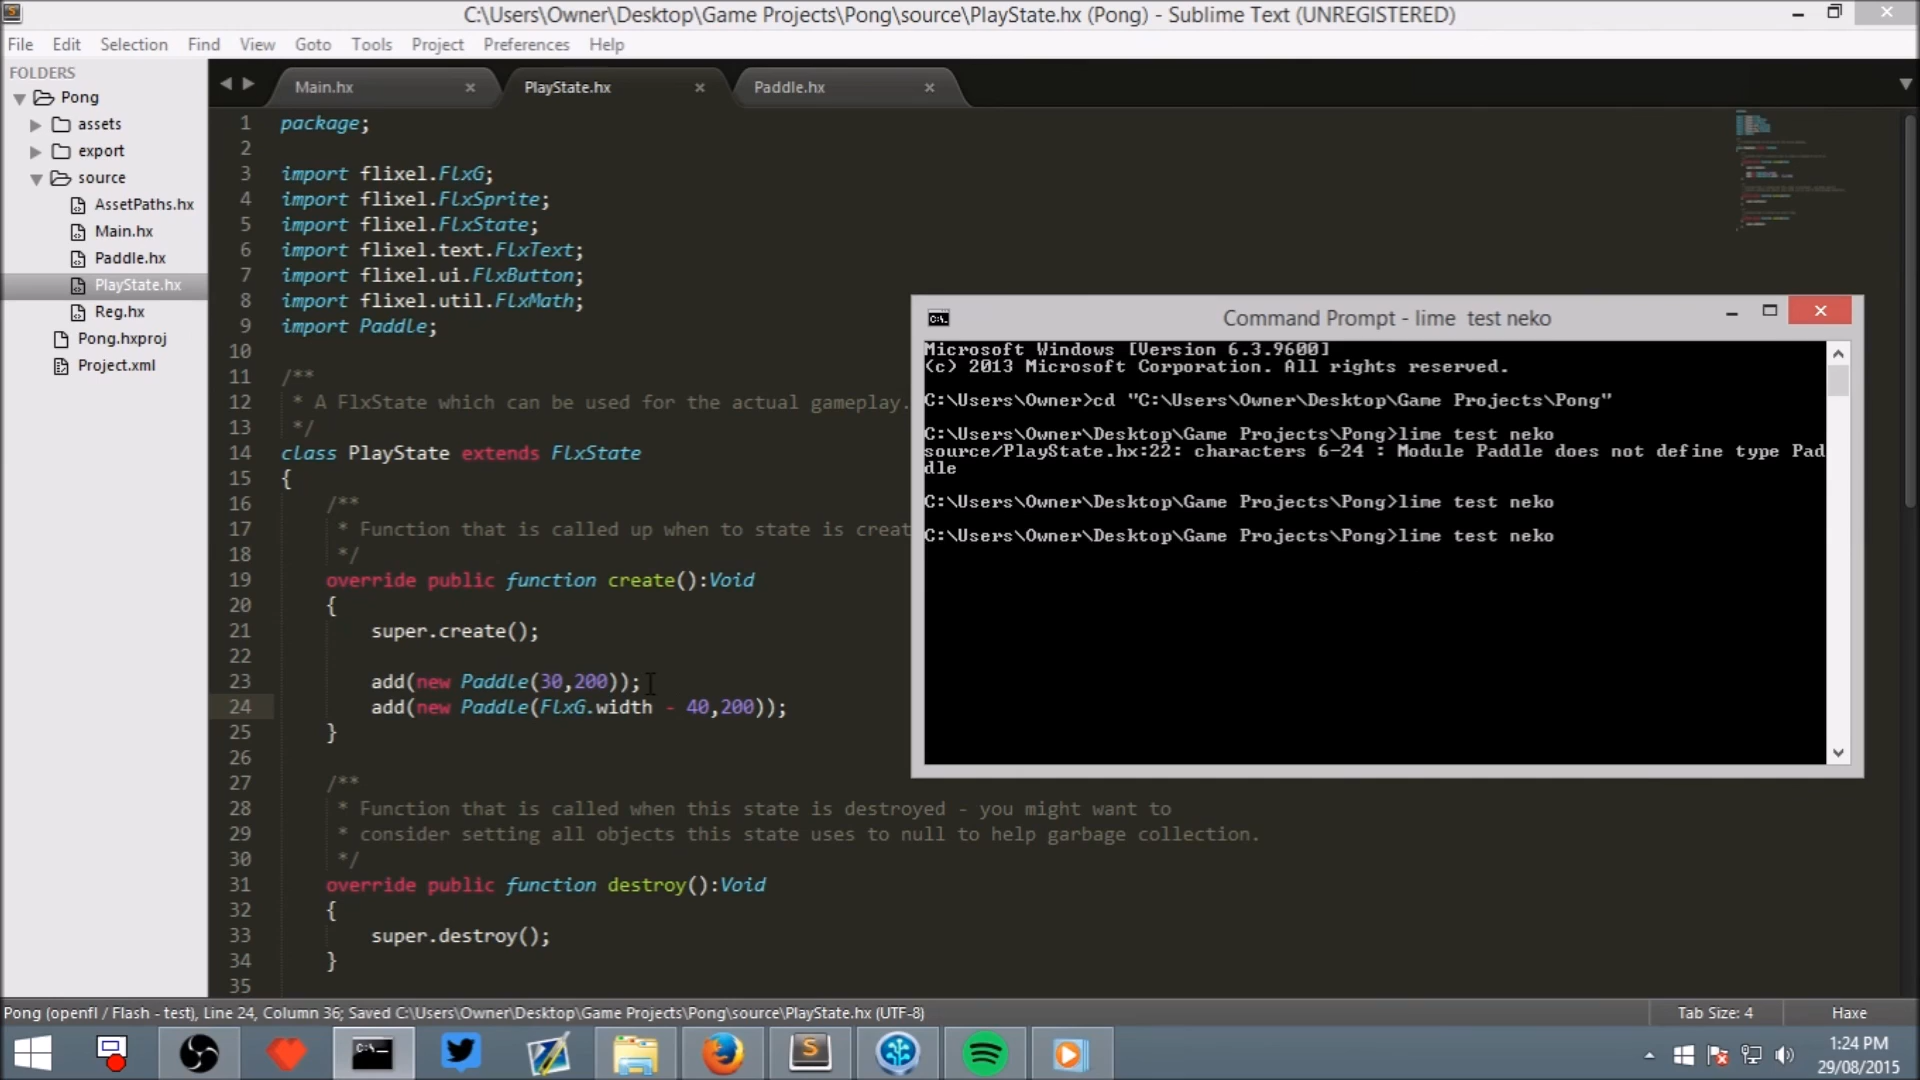 C:\Users\Owner\Desktop\Game Projects\Pong\source\PlayState.hx (Pong) - Sublime Text (UNREGISTERED)
File Edit Selection Find View Goto Tools Project Preferences Help
FOLDERS
Pong
assets
export
source
AssetPaths.hx
Main.hx
Paddle.hx
PlayState.hx
Reg.hx
Pong.hxproj
Project.xml
Main.hx PlayState.hx Paddle.hx
1 package;
2
3 import flixel.FlxG;
4 import flixel.FlxSprite;
5 import flixel.FlxState;
6 import flixel.text.FlxText;
7 import flixel.ui.FlxButton;
8 import flixel.util.FlxMath;
9 import Paddle;
10
11 /**
12 * A FlxState which can be used for the actual gameplay.
13 */
14 class PlayState extends FlxState
15 {
16 /**
17 * Function that is called up when to state is creat
18 */
19 override public function create():Void
20 {
21 super.create();
22
23 add(new Paddle(30,200));
24 add(new Paddle(FlxG.width - 40,200));
25 }
26
27 /**
28 * Function that is called when this state is destroyed - you might want to
29 * consider setting all objects this state uses to null to help garbage collection.
30 */
31 override public function destroy():Void
32 {
33 super.destroy();
34 }
35
Command Prompt - lime  test neko
Microsoft Windows [Version 6.3.9600]
(c) 2013 Microsoft Corporation. All rights reserved.
C:\Users\Owner>cd "C:\Users\Owner\Desktop\Game Projects\Pong"
C:\Users\Owner\Desktop\Game Projects\Pong>lime test neko
source/PlayState.hx:22: characters 6-24 : Module Paddle does not define type Pad
dle
C:\Users\Owner\Desktop\Game Projects\Pong>lime test neko
C:\Users\Owner\Desktop\Game Projects\Pong>lime test neko
Pong (openfl / Flash - test), Line 24, Column 36; Saved C:\Users\Owner\Desktop\Game Projects\Pong\source\PlayState.hx (UTF-8)
Tab Size: 4
Haxe
1:24 PM
29/08/2015